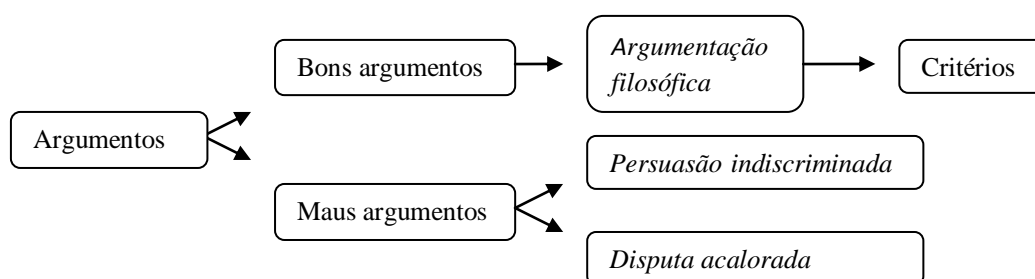 Argumentos
Bons argumentos
Argumentação
filosófica
Critérios
Maus argumentos
Persuasão indiscriminada
Disputa acalorada